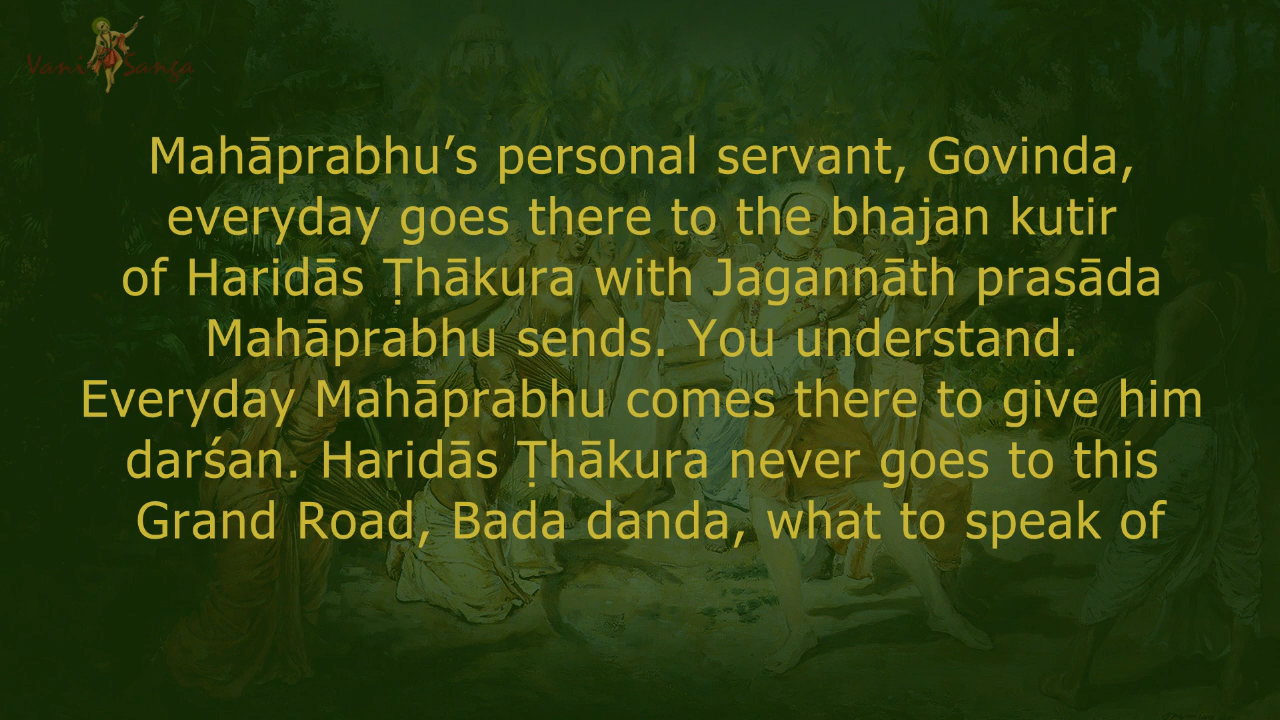 Vani Sanga
Mahāprabhu’s personal servant, Govinda,
everyday goes there to the bhajan kutir
of Haridās Ṭhākura with Jagannāth prasāda
Mahāprabhu sends. You understand.
Everyday Mahāprabhu comes there to give him
darśan. Haridās Ṭhākura never goes to this
Grand Road, Bada danda, what to speak of